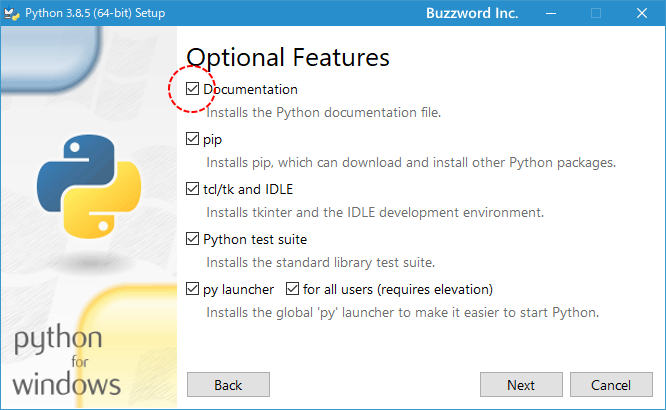 Python 3.8.5 (64-bit) Setup
Buzzword Inc.
Optional Features
Documentation
Installs the Python documentation file.
pip
Installs pip, which can download and install other Python packages.
tcl/tk and IDLE
Installs tkinter and the IDLE development environment.
Python test suite
Installs the standard library test suite.
py launcher for all users (requires elevation)
Installs the global 'py' launcher to make it easier to start Python.
python
for
windows
Back Next Cancel